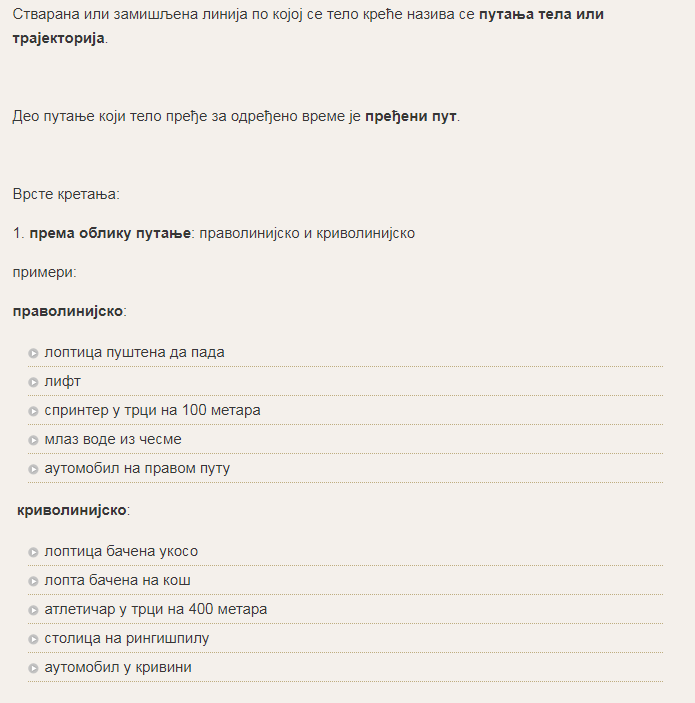 Стварана или замишљена линија по којој се тело креће назива се путања тела или
трајекторија.
Део путање који тело пређе за одређено време је пређени пут.
Врсте кретања:
1. према облику путање: праволинијско и криволинијско
примери:
праволинијско:
лоптица пуштена да пада
лифт
спринтер у трци на 100 метара
млаз воде из чесме
аутомобил на правом путу
криволинијско:
лоптица бачена укосо
лопта бачена на кош
атлетичар у трци на 400 метара
столица на рингишпилу
аутомобил у кривини